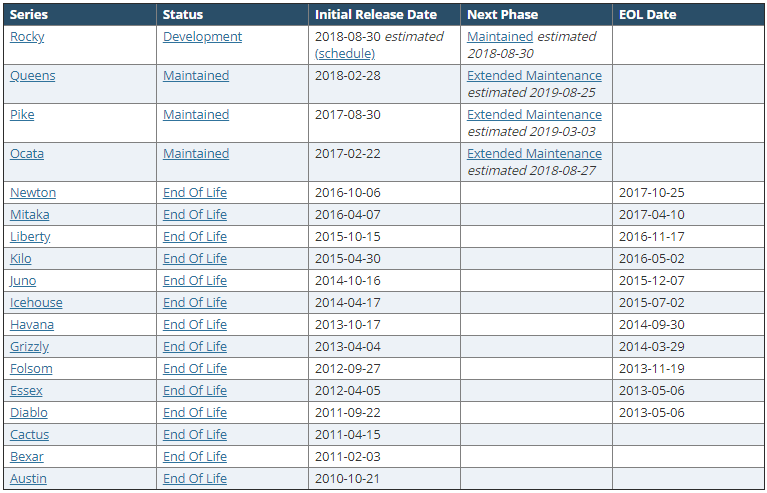 Series Status Initial Release Date Next Phase EOL Date
Rocky Development 2018-08-30 estimated (schedule) Maintained estimated 2018-08-30
Queens Maintained 2018-02-28 Extended Maintenance estimated 2019-08-25
Pike Maintained 2017-08-30 Extended Maintenance estimated 2019-03-03
Ocata Maintained 2017-02-22 Extended Maintenance estimated 2018-08-27
Newton End Of Life 2016-10-06 2017-10-25
Mitaka End Of Life 2016-04-07 2017-04-10
Liberty End Of Life 2015-10-15 2016-11-17
Kilo End Of Life 2015-04-30 2016-05-02
Juno End Of Life 2014-10-16 2015-12-07
Icehouse End Of Life 2014-04-17 2015-07-02
Havana End Of Life 2013-10-17 2014-09-30
Grizzly End Of Life 2013-04-04 2014-03-29
Folsom End Of Life 2012-09-27 2013-11-19
Essex End Of Life 2012-04-05 2013-05-06
Diablo End Of Life 2011-09-22 2013-05-06
Cactus End Of Life 2011-04-15
Bexar End Of Life 2011-02-03
Austin End Of Life 2010-10-21